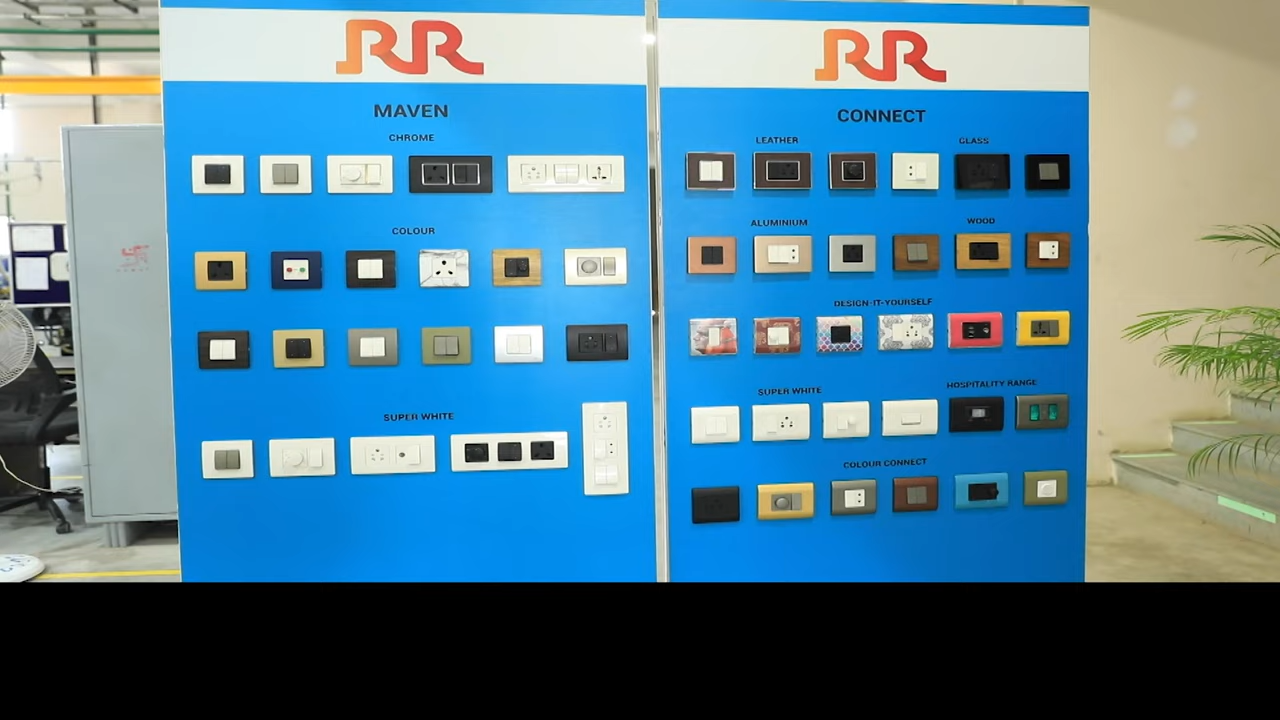 RR
MAVEN
CHROME
COLOUR
SUPER WHITE
RR
CONNECT
LEATHER GLASS
ALUMINIUM WOOD
DESIGN-IT-YOURSELF
SUPER WHITE HOSPITALITY RANGE
COLOUR CONNECT